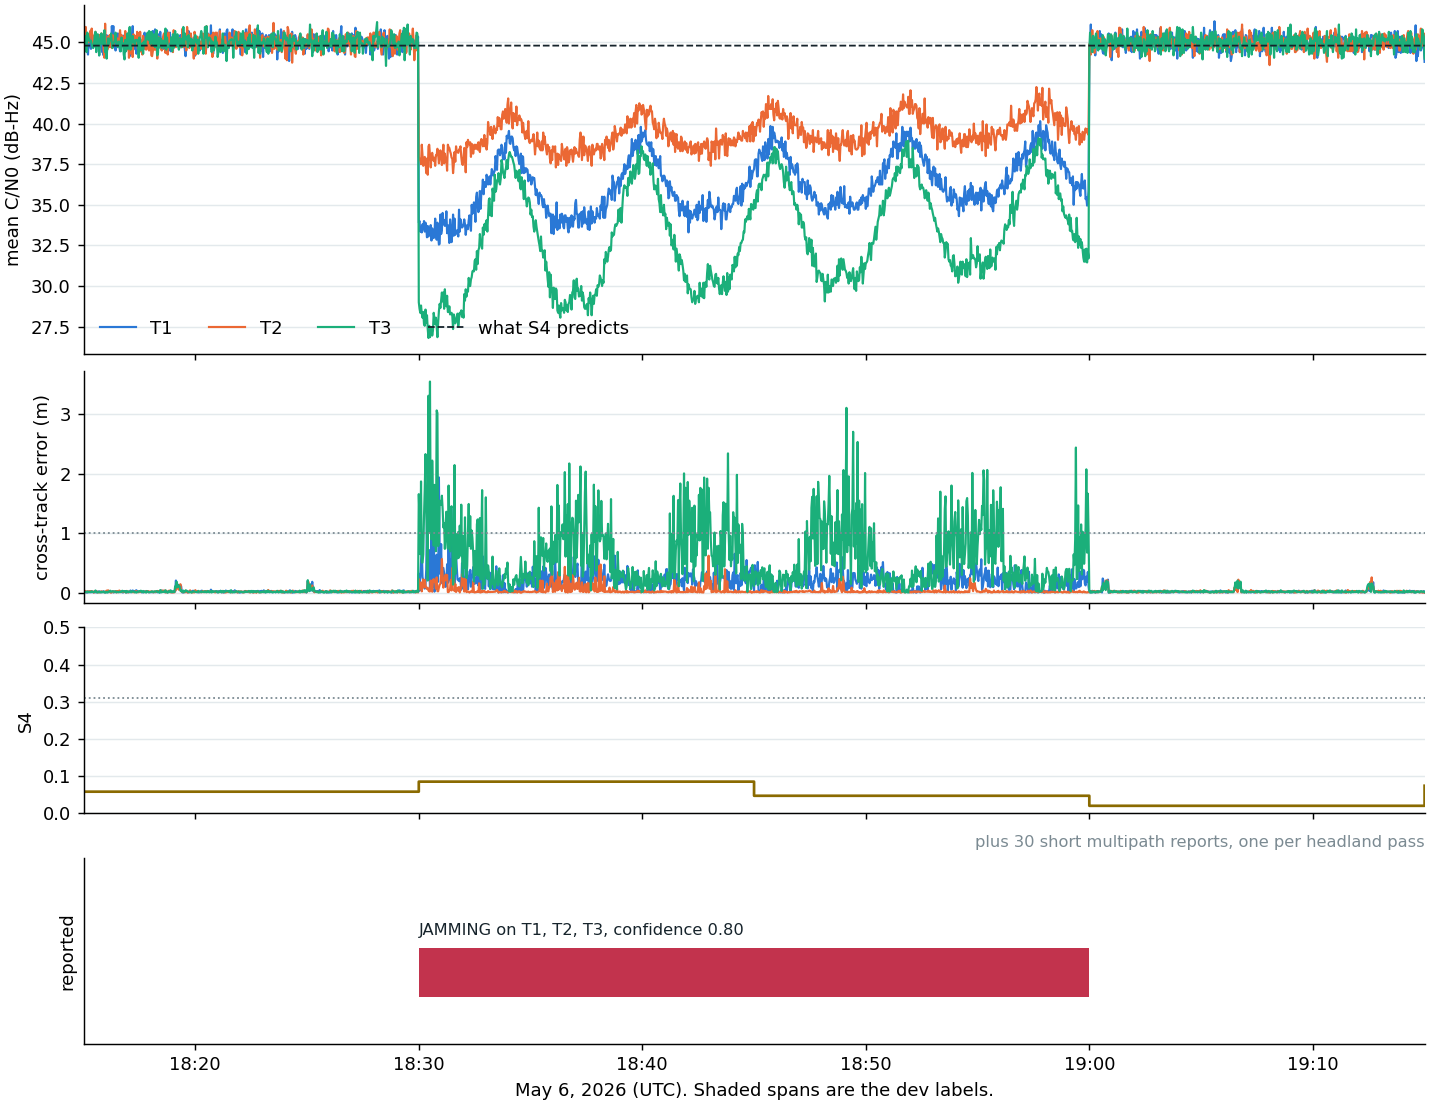 mean C/N0 (dB-Hz)
45.0
42.5
40.0
37.5
35.0
32.5
30.0
27.5
T1 T2 T3 what S4 predicts
cross-track error (m)
3
2
1
0
S4
0.5
0.4
0.3
0.2
0.1
0.0
plus 30 short multipath reports, one per headland pass
reported
JAMMING on T1, T2, T3, confidence 0.80
18:20 18:30 18:40 18:50 19:00 19:10
May 6, 2026 (UTC). Shaded spans are the dev labels.